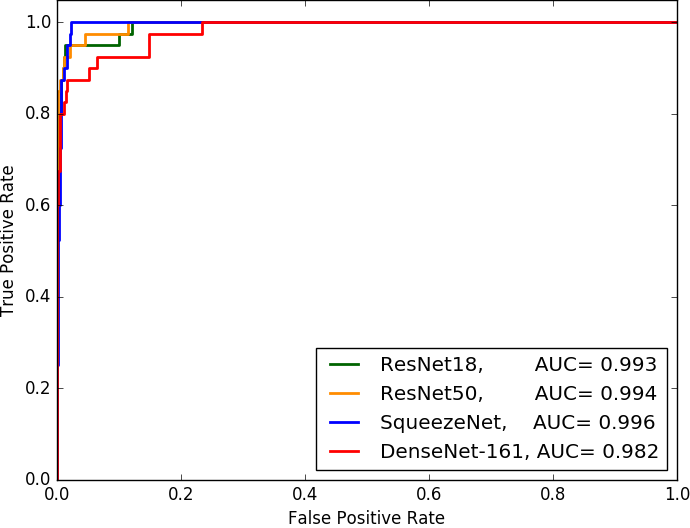 1.0
0.8
0.6
0.4
0.2
0.0
True Positive Rate
ResNet18, AUC= 0.993
ResNet50, AUC= 0.994
SqueezeNet, AUC= 0.996
DenseNet-161, AUC= 0.982
0.0 0.2 0.4 0.6 0.8 1.0
False Positive Rate